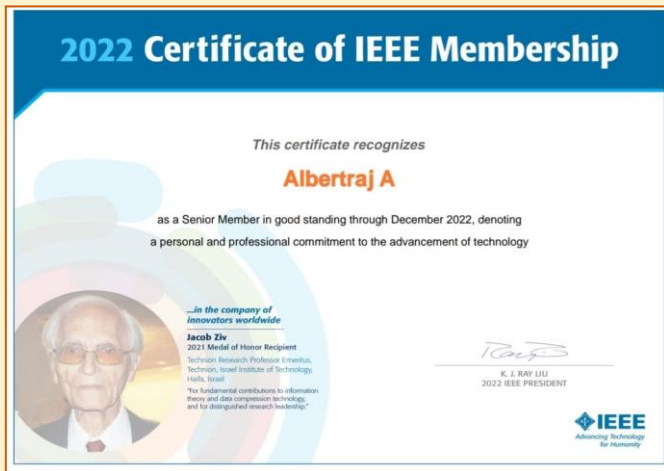 2022 Certificate of IEEE Membership
This certificate recognizes
Albertraj A
as a Senior Member in good standing through December 2022, denoting
a personal and professional commitment to the advancement of technology
...in the company of
innovators worldwide
Jacob Ziv
2021 Medal of Honor Recipient
Technion Research Professor Emeritus,
Technion, Israel Institute of Technology,
Haifa, Israel
"For fundamental contributions to information
theory and data compression technology,
and for distinguished research leadership."
K. J. RAY LIU
2022 IEEE PRESIDENT
IEEE
Advancing Technology
for Humanity